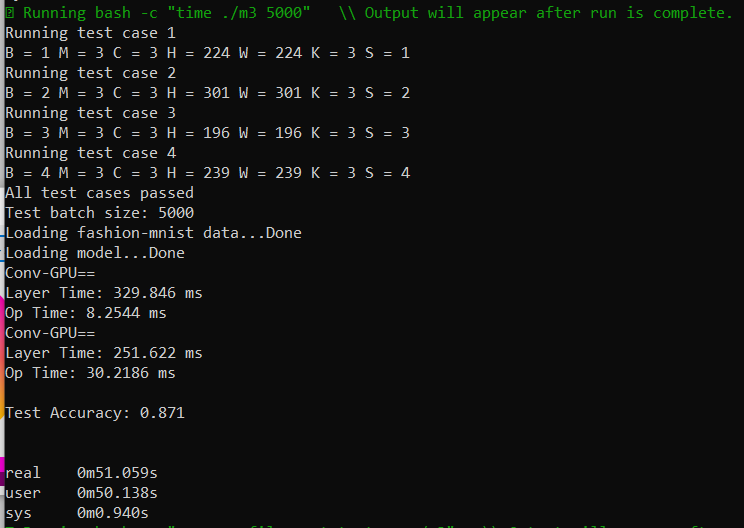 Running bash -c "time ./m3 5000" \\ Output will appear after run is complete.
Running test case 1
B = 1 M = 3 C = 3 H = 224 W = 224 K = 3 S = 1
Running test case 2
B = 2 M = 3 C = 3 H = 301 W = 301 K = 3 S = 2
Running test case 3
B = 3 M = 3 C = 3 H = 196 W = 196 K = 3 S = 3
Running test case 4
B = 4 M = 3 C = 3 H = 239 W = 239 K = 3 S = 4
All test cases passed
Test batch size: 5000
Loading fashion-mnist data...Done
Loading model...Done
Conv-GPU==
Layer Time: 329.846 ms
Op Time: 8.2544 ms
Conv-GPU==
Layer Time: 251.622 ms
Op Time: 30.2186 ms
Test Accuracy: 0.871
real 0m51.059s
user 0m50.138s
sys 0m0.940s